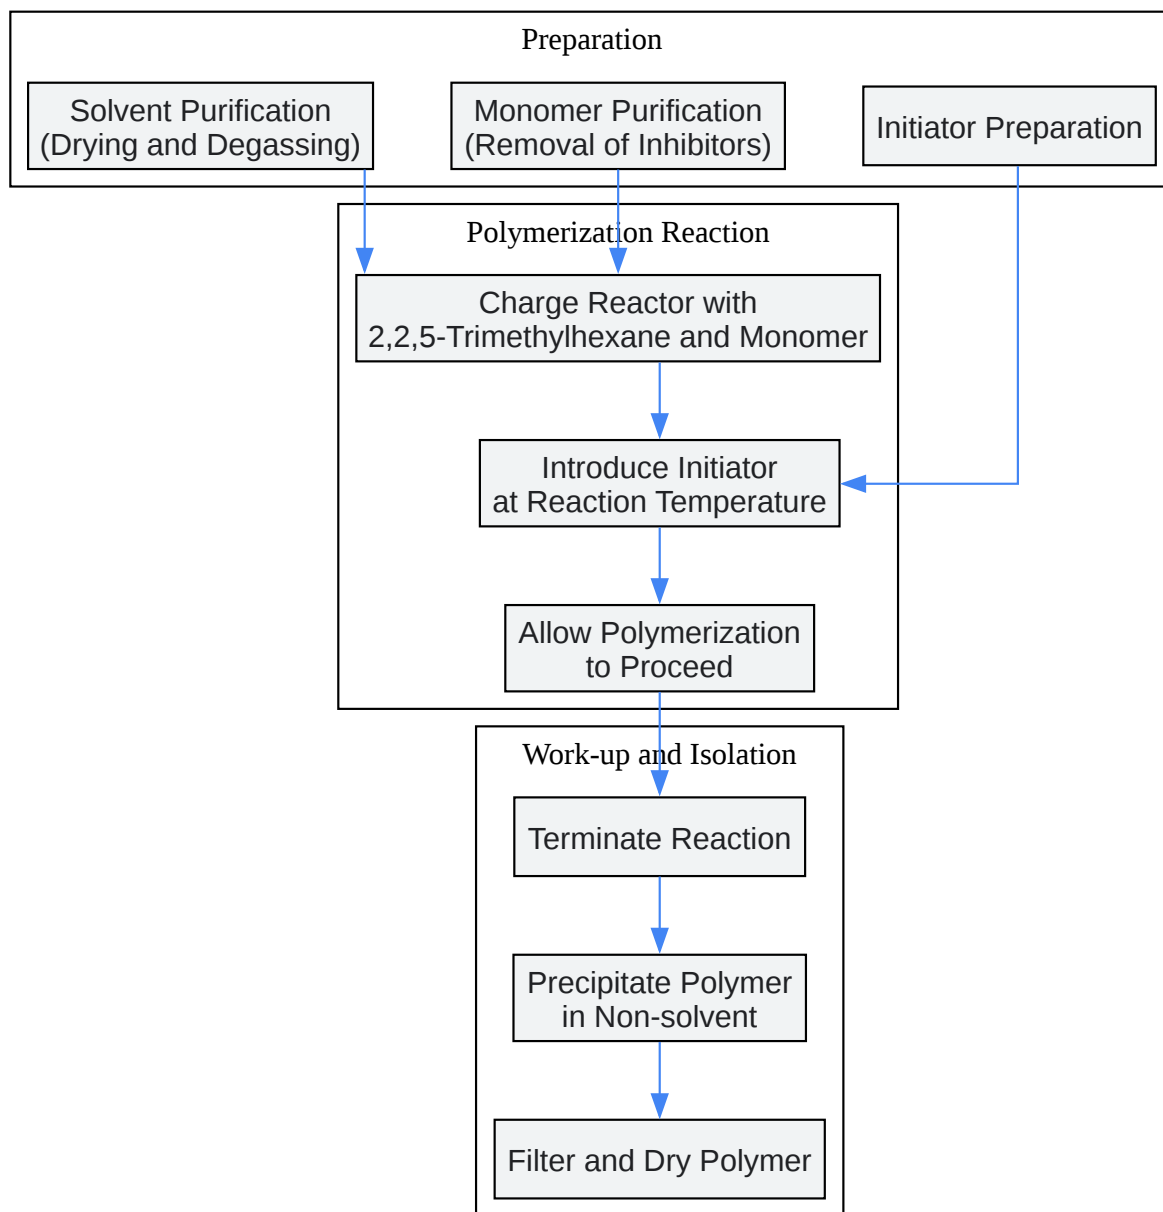 Preparation
Solvent Purification
(Drying and Degassing)
Monomer Purification
(Removal of Inhibitors)
Initiator Preparation
Polymerization Reaction
Charge Reactor with
2,2,5-Trimethylhexane and Monomer
Introduce Initiator
at Reaction Temperature
Allow Polymerization
to Proceed
Work-up and Isolation
Terminate Reaction
Precipitate Polymer
in Non-solvent
Filter and Dry Polymer